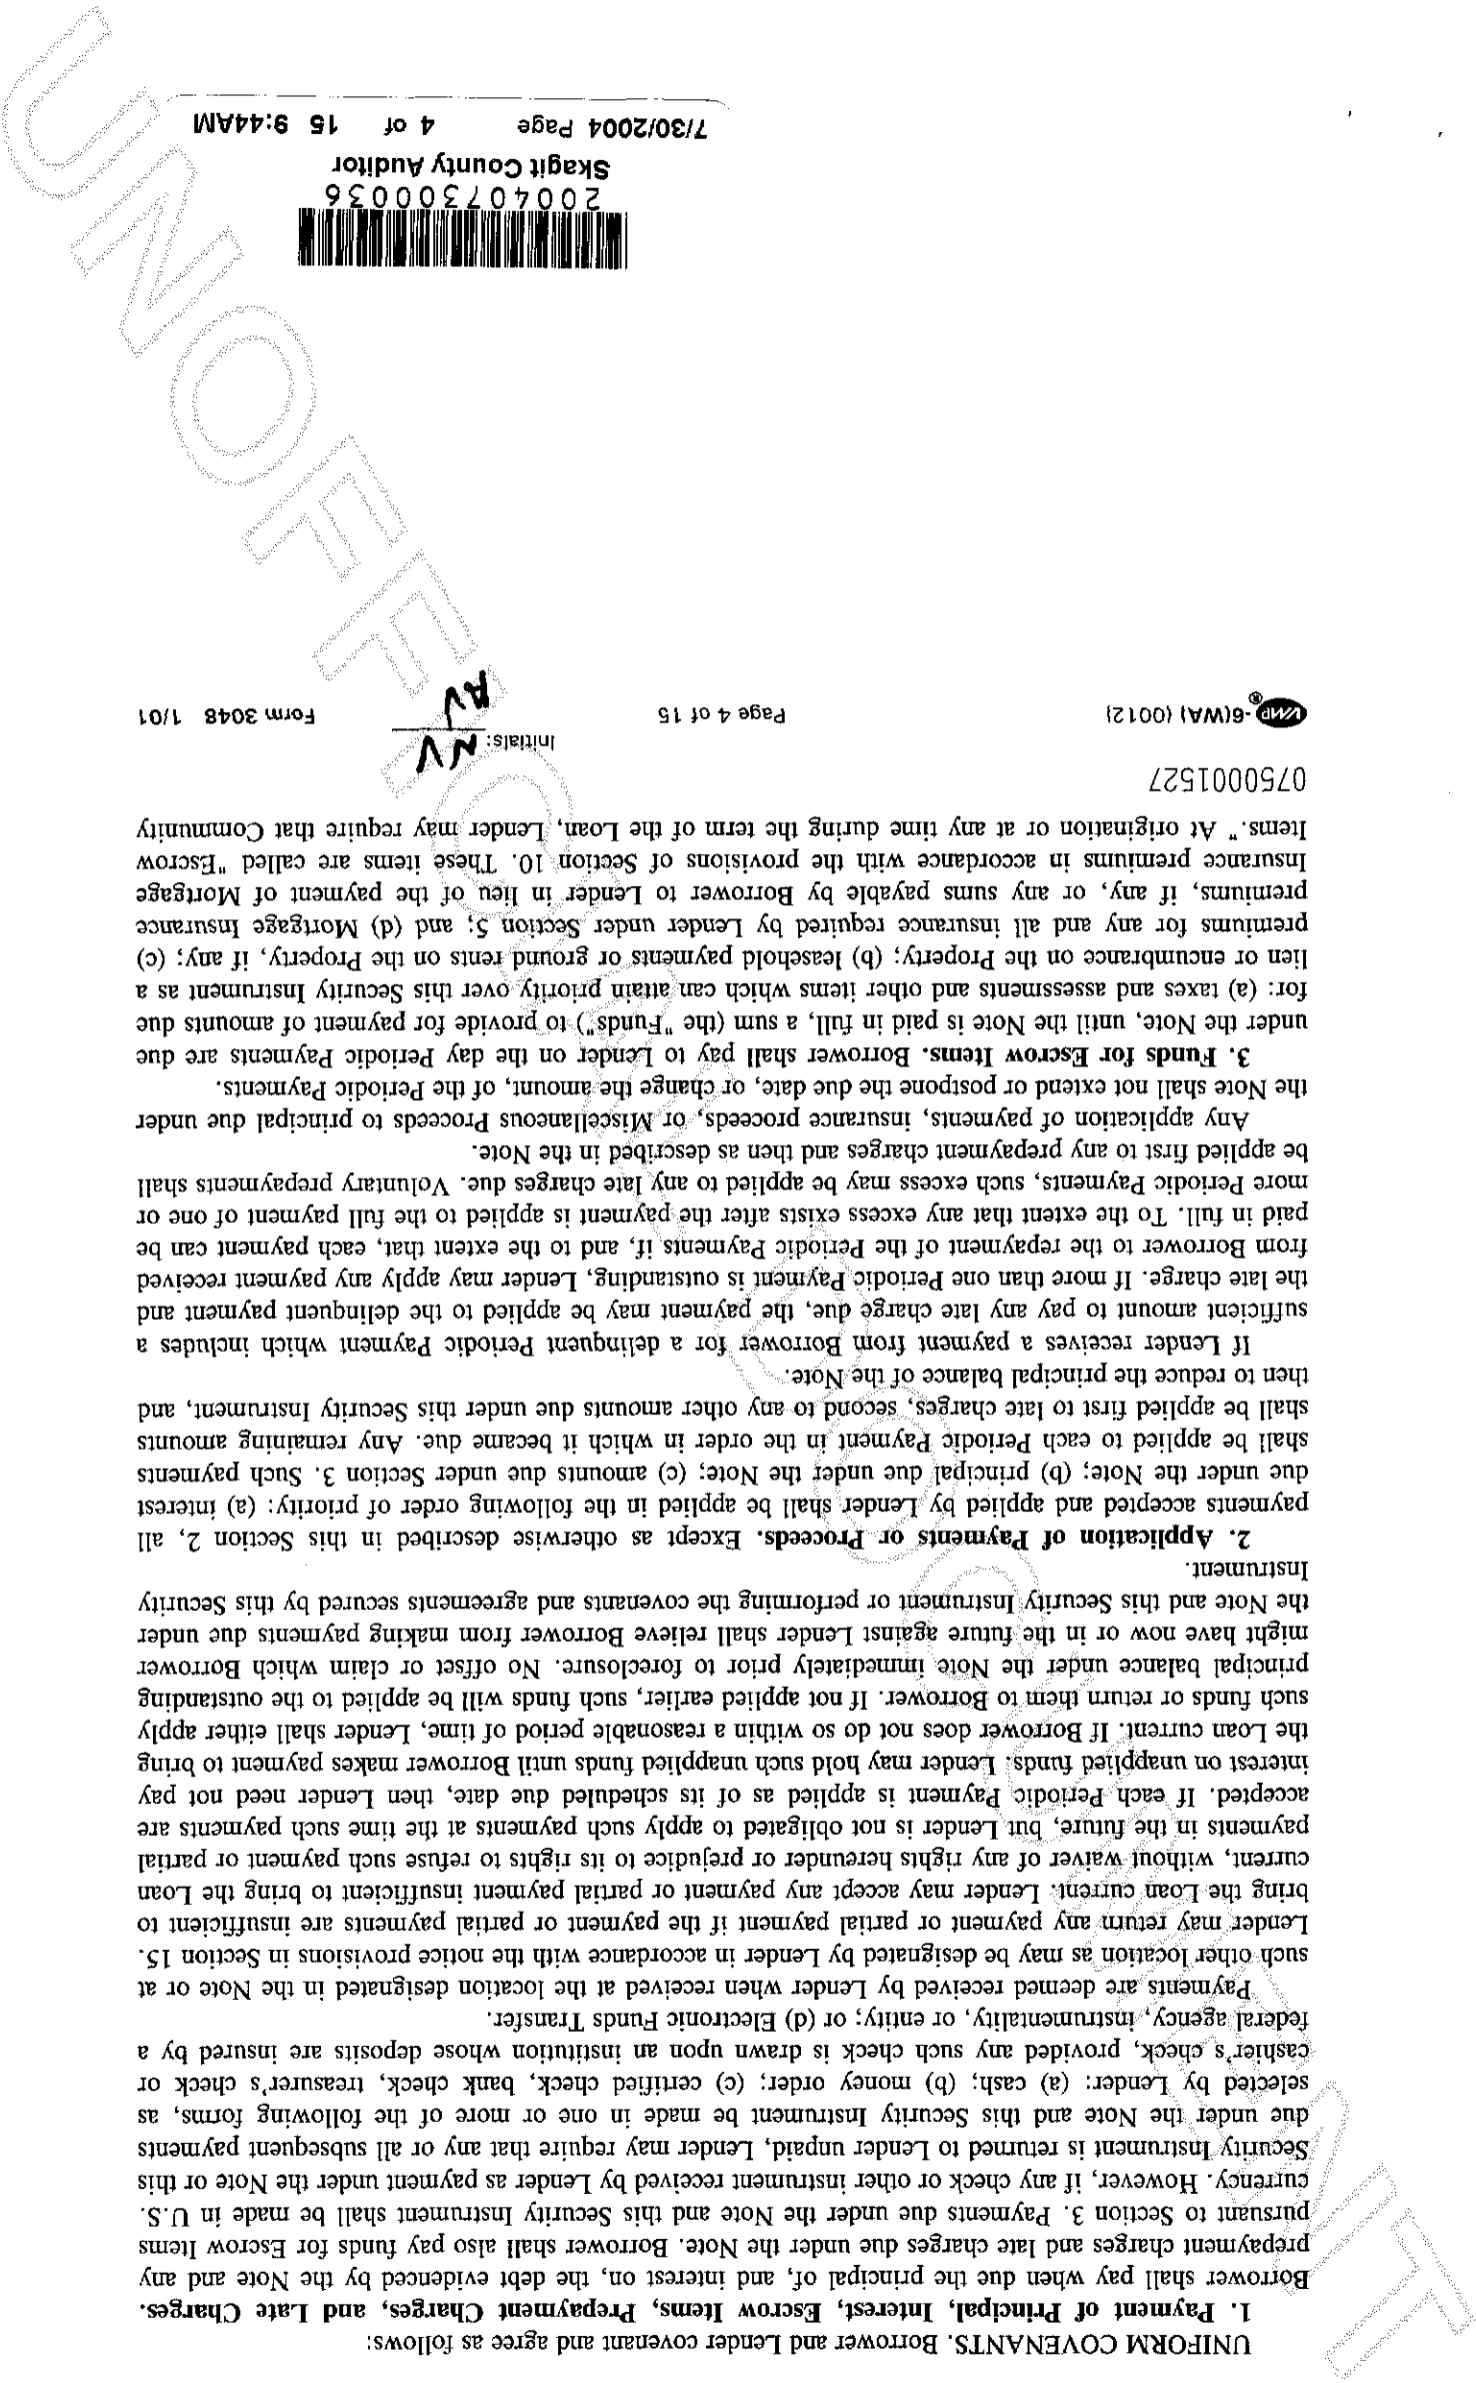 UNIFORM COVENANTS. Borrower and Lender covenant and agree as follows:
1. Payment of Principal, Interest, Escrow Items, Prepayment Charges, and Late Charges.
Borrower shall pay when due the principal of, and interest on, the debt evidenced by the Note and any
prepayment charges and late charges due under the Note. Borrower shall also pay funds for Escrow Items
pursuant to Section 3. Payments due under the Note and this Security Instrument shall be made in U.S.
currency. However, if any check or other instrument received by Lender as payment under the Note or this
Security Instrument is returned to Lender unpaid, Lender may require that any or all subsequent payments
due under the Note and this Security Instrument be made in one or more of the following forms, as
selected by Lender: (a) cash; (b) money order; (c) certified check, bank check, treasurer's check or
cashier's check, provided any such check is drawn upon an institution whose deposits are insured by a
federal agency, instrumentality, or entity; or (d) Electronic Funds Transfer.
Payments are deemed received by Lender when received at the location designated in the Note or at
such other location as may be designated by Lender in accordance with the notice provisions in Section 15.
Lender may return any payment or partial payment if the payment or partial payments are insufficient to
bring the Loan current. Lender may accept any payment or partial payment insufficient to bring the Loan
current, without waiver of any rights hereunder or prejudice to its rights to refuse such payment or partial
payments in the future, but Lender is not obligated to apply such payments at the time such payments are
accepted. If each Periodic Payment is applied as of its scheduled due date, then Lender need not pay
interest on unapplied funds. Lender may hold such unapplied funds until Borrower makes payment to bring
the Loan current. If Borrower does not do so within a reasonable period of time, Lender shall either apply
such funds or return them to Borrower. If not applied earlier, such funds will be applied to the outstanding
principal balance under the Note immediately prior to foreclosure. No offset or claim which Borrower
might have now or in the future against Lender shall relieve Borrower from making payments due under
the Note and this Security Instrument or performing the covenants and agreements secured by this Security
Instrument.
2. Application of Payments or Proceeds. Except as otherwise described in this Section 2, all
payments accepted and applied by Lender shall be applied in the following order of priority: (a) interest
due under the Note; (b) principal due under the Note; (c) amounts due under Section 3. Such payments
shall be applied to each Periodic Payment in the order in which it became due. Any remaining amounts
shall be applied first to late charges, second to any other amounts due under this Security Instrument, and
then to reduce the principal balance of the Note.
If Lender receives a payment from Borrower for a delinquent Periodic Payment which includes a
sufficient amount to pay any late charge due, the payment may be applied to the delinquent payment and
the late charge. If more than one Periodic Payment is outstanding, Lender may apply any payment received
from Borrower to the repayment of the Periodic Payments if, and to the extent that, each payment can be
paid in full. To the extent that any excess exists after the payment is applied to the full payment of one or
more Periodic Payments, such excess may be applied to any late charges due. Voluntary prepayments shall
be applied first to any prepayment charges and then as described in the Note.
Any application of payments, insurance proceeds, or Miscellaneous Proceeds to principal due under
the Note shall not extend or postpone the due date, or change the amount, of the Periodic Payments.
3. Funds for Escrow Items. Borrower shall pay to Lender on the day Periodic Payments are due
under the Note, until the Note is paid in full, a sum (the "Funds") to provide for payment of amounts due
for: (a) taxes and assessments and other items which can attain priority over this Security Instrument as a
lien or encumbrance on the Property; (b) leasehold payments or ground rents on the Property, if any; (c)
premiums for any and all insurance required by Lender under Section 5; and (d) Mortgage Insurance
premiums, if any, or any sums payable by Borrower to Lender in lieu of the payment of Mortgage
Insurance premiums in accordance with the provisions of Section 10. These items are called "Escrow
Items." At origination or at any time during the term of the Loan, Lender may require that Community
0750001527
Initials: NV
AV
VMP®-6(WA) (0012) Page 4 of 15 Form 3048 1/01
200407300036
Skagit County Auditor
7/30/2004 Page 4 of 15 9:44AM
UNOFFICIAL DOCUMENT